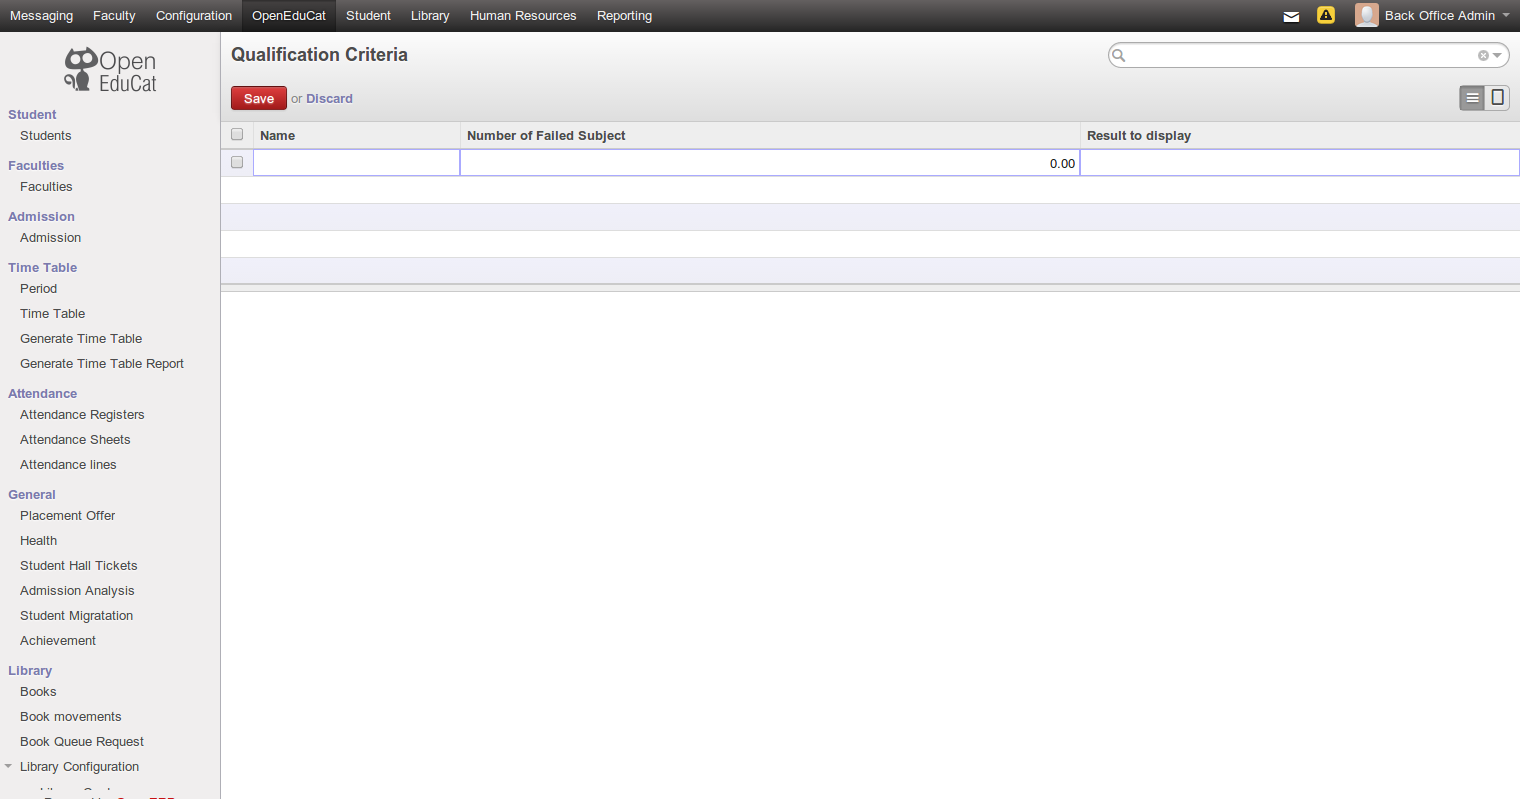 Messaging Faculty Configuration OpenEduCat Student Library Human Resources Reporting Back Office Admin
Open
EduCat
Qualification Criteria
Save or Discard
Name Number of Failed Subject Result to display
0.00
Student
Students
Faculties
Faculties
Admission
Admission
Time Table
Period
Time Table
Generate Time Table
Generate Time Table Report
Attendance
Attendance Registers
Attendance Sheets
Attendance lines
General
Placement Offer
Health
Student Hall Tickets
Admission Analysis
Student Migratation
Achievement
Library
Books
Book movements
Book Queue Request
Library Configuration